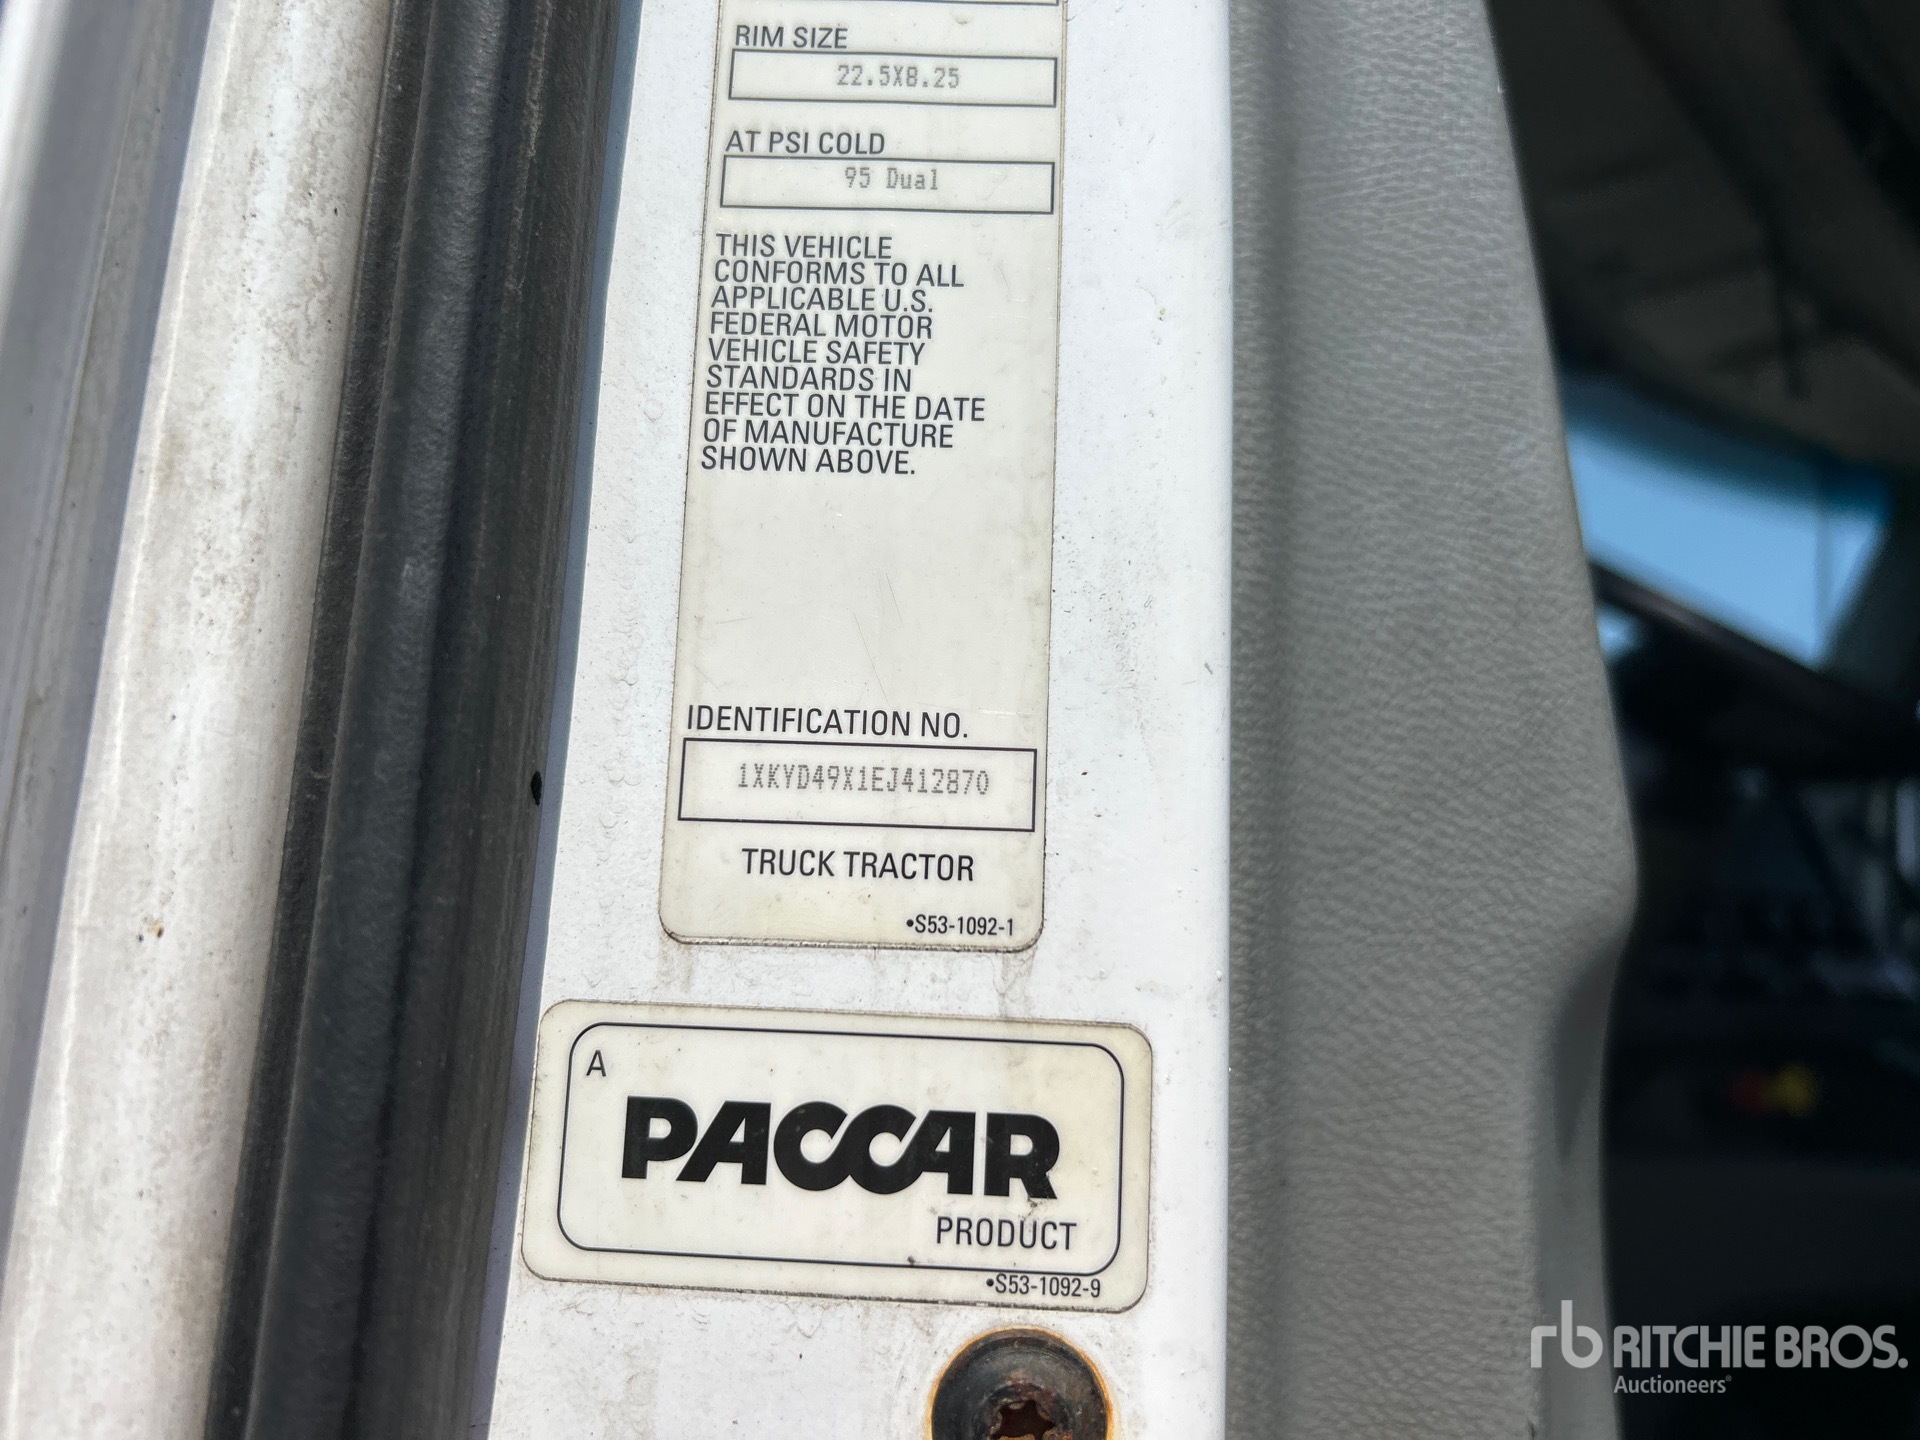 RIM SIZE
22.5X8.25
AT PSI COLD
95 Dual
THIS VEHICLE
CONFORMS TO ALL
APPLICABLE U.S.
FEDERAL MOTOR
VEHICLE SAFETY
STANDARDS IN
EFFECT ON THE DATE
OF MANUFACTURE
SHOWN ABOVE.
IDENTIFICATION NO.
1XKYD49X1EJ412870
TRUCK TRACTOR
•S53-1092-1
A
PACCAR
PRODUCT
•S53-1092-9
rb RITCHIE BROS.
Auctioneers®